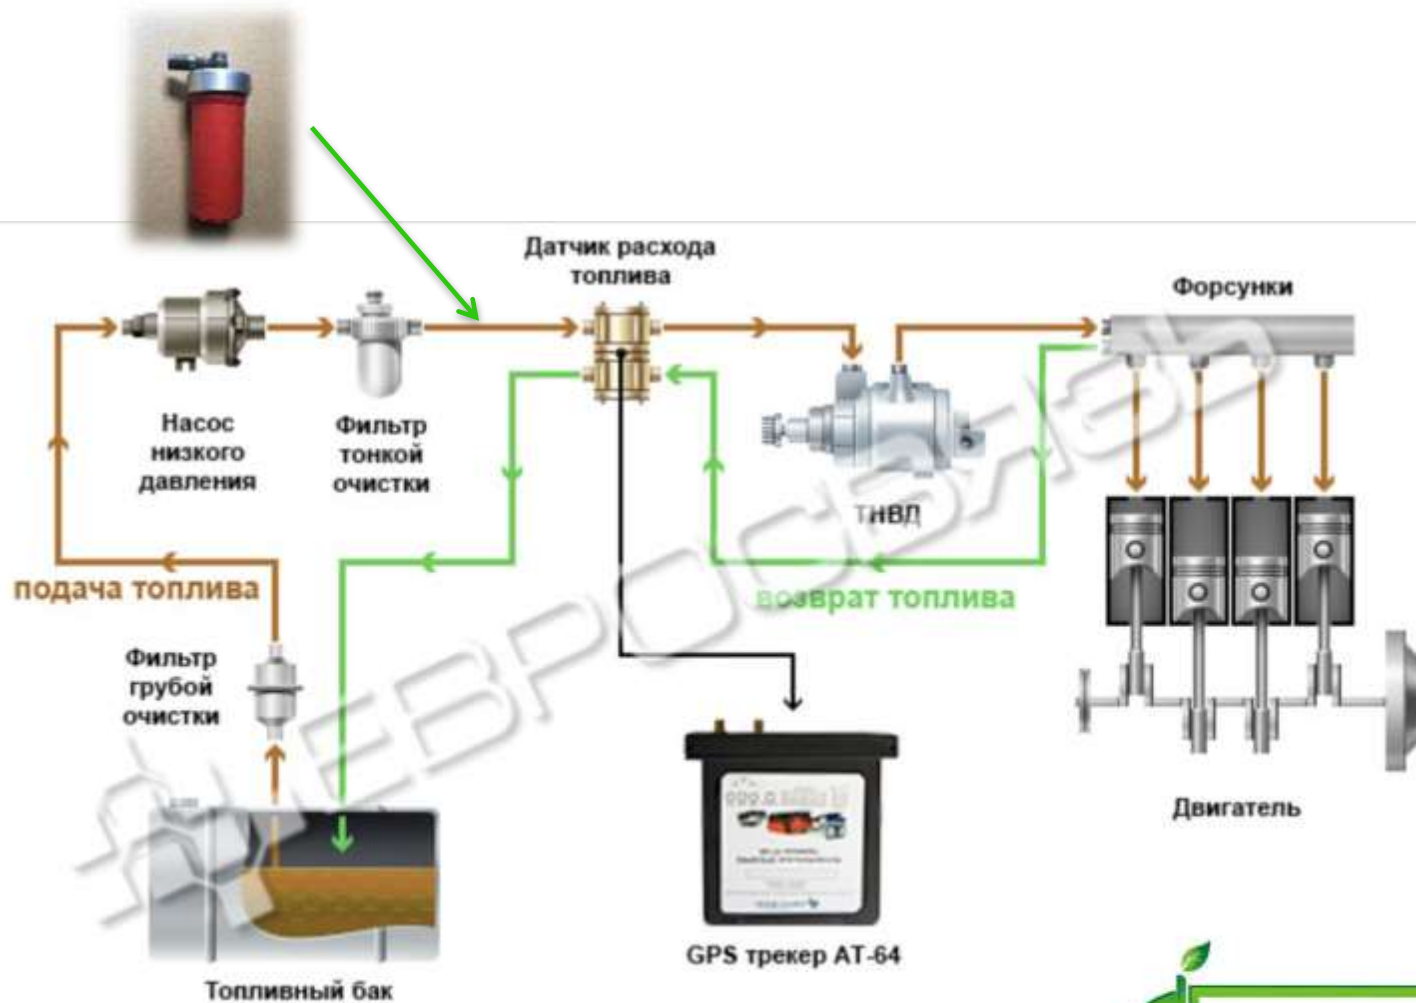 Датчик расхода
топлива
Форсунки
Насос
низкого
давления
Фильтр
тонкой
очистки
ТНВД
подача топлива
возврат топлива
Фильтр
грубой
очистки
ЕВРОСВЯЗЬ
Двигатель
GPS трекер АТ-64
Топливный бак